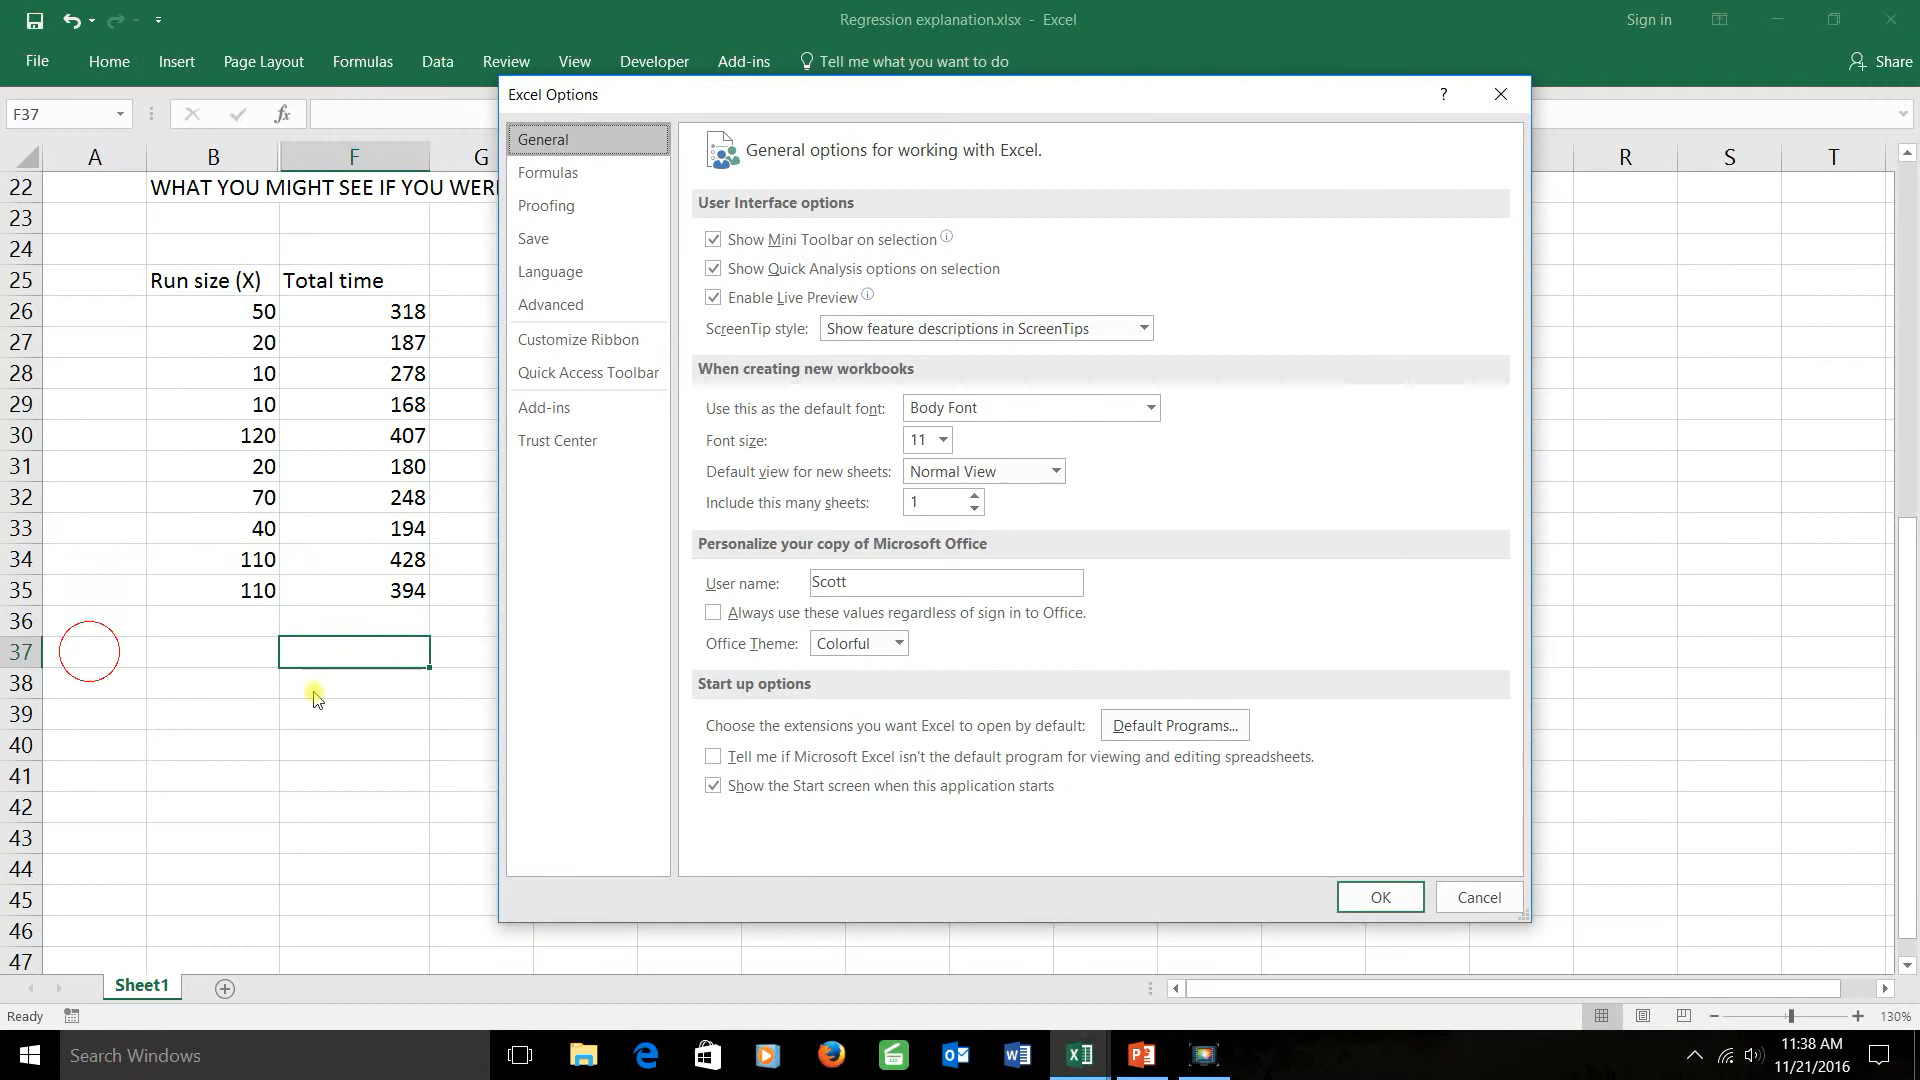 Regression explanation.xlsx - Excel
Sign in
File Home Insert Page Layout Formulas Data Review View Developer Add-ins Tell me what you want to do Share
F37
fx
A B F G R S T
22 WHAT YOU MIGHT SEE IF YOU WERE
23
24
25 Run size (X) Total time
26 50 318
27 20 187
28 10 278
29 10 168
30 120 407
31 20 180
32 70 248
33 40 194
34 110 428
35 110 394
36
37
38
39
40
41
42
43
44
45
46
47
Excel Options
?
General
Formulas
Proofing
Save
Language
Advanced
Customize Ribbon
Quick Access Toolbar
Add-ins
Trust Center
General options for working with Excel.
User Interface options
Show Mini Toolbar on selection
Show Quick Analysis options on selection
Enable Live Preview
ScreenTip style: Show feature descriptions in ScreenTips
When creating new workbooks
Use this as the default font: Body Font
Font size: 11
Default view for new sheets: Normal View
Include this many sheets: 1
Personalize your copy of Microsoft Office
User name: Scott
Always use these values regardless of sign in to Office.
Office Theme: Colorful
Start up options
Choose the extensions you want Excel to open by default: Default Programs...
Tell me if Microsoft Excel isn't the default program for viewing and editing spreadsheets.
Show the Start screen when this application starts
OK Cancel
Sheet1
Ready
130%
Search Windows
11:38 AM
11/21/2016